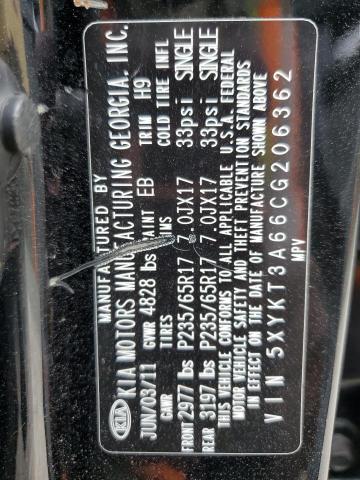 KIA
MANUFACTURED BY
KIA MOTORS MANUFACTURING GEORGIA, INC.
JUN/03/11 PAINT EB TRIM H9
GVWR 4828 lbs
GAWR TIRES RIMS COLD TIRE INFL
FRONT 2977 lbs P235/65R17 7.0JX17 33psi SINGLE
REAR 3197 lbs P235/65R17 7.0JX17 33psi SINGLE
THIS VEHICLE CONFORMS TO ALL APPLICABLE U.S.A. FEDERAL
MOTOR VEHICLE SAFETY AND THEFT PREVENTION STANDARDS
IN EFFECT ON THE DATE OF MANUFACTURE SHOWN ABOVE
VIN 5XYKT3A66CG206362
MPV